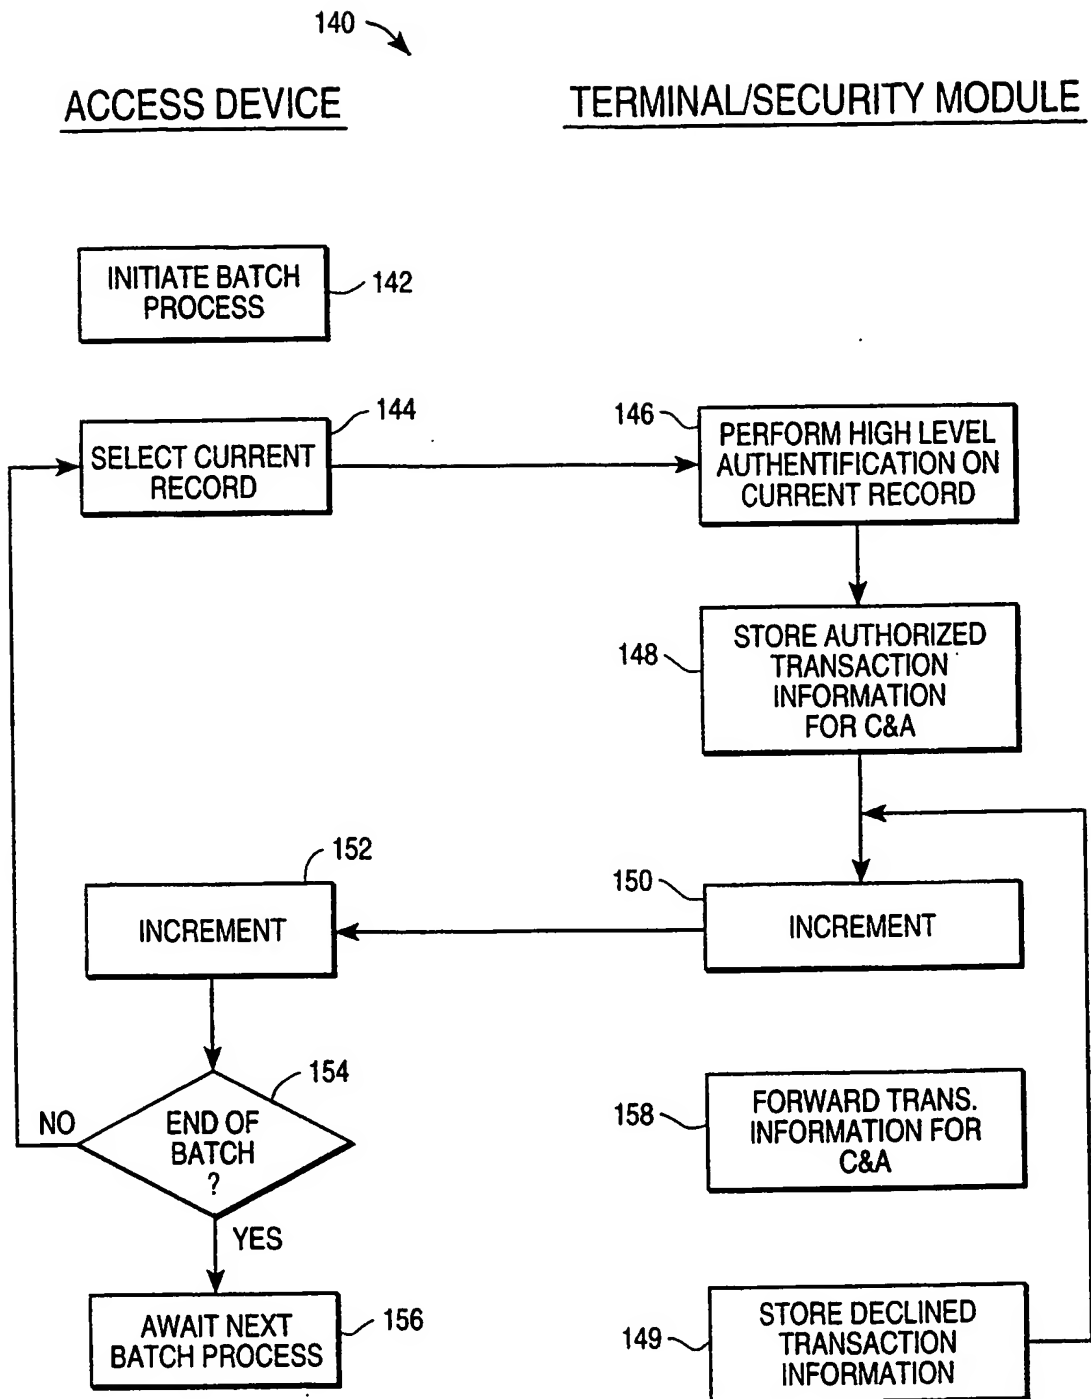 140
ACCESS DEVICE
TERMINAL/SECURITY MODULE
INITIATE BATCH
PROCESS
142
144
SELECT CURRENT
RECORD
146
PERFORM HIGH LEVEL
AUTHENTIFICATION ON
CURRENT RECORD
148
STORE AUTHORIZED
TRANSACTION
INFORMATION
FOR C&A
152
INCREMENT
150
INCREMENT
154
NO
END OF
BATCH
?
YES
158
FORWARD TRANS.
INFORMATION FOR
C&A
AWAIT NEXT
BATCH PROCESS
156
149
STORE DECLINED
TRANSACTION
INFORMATION